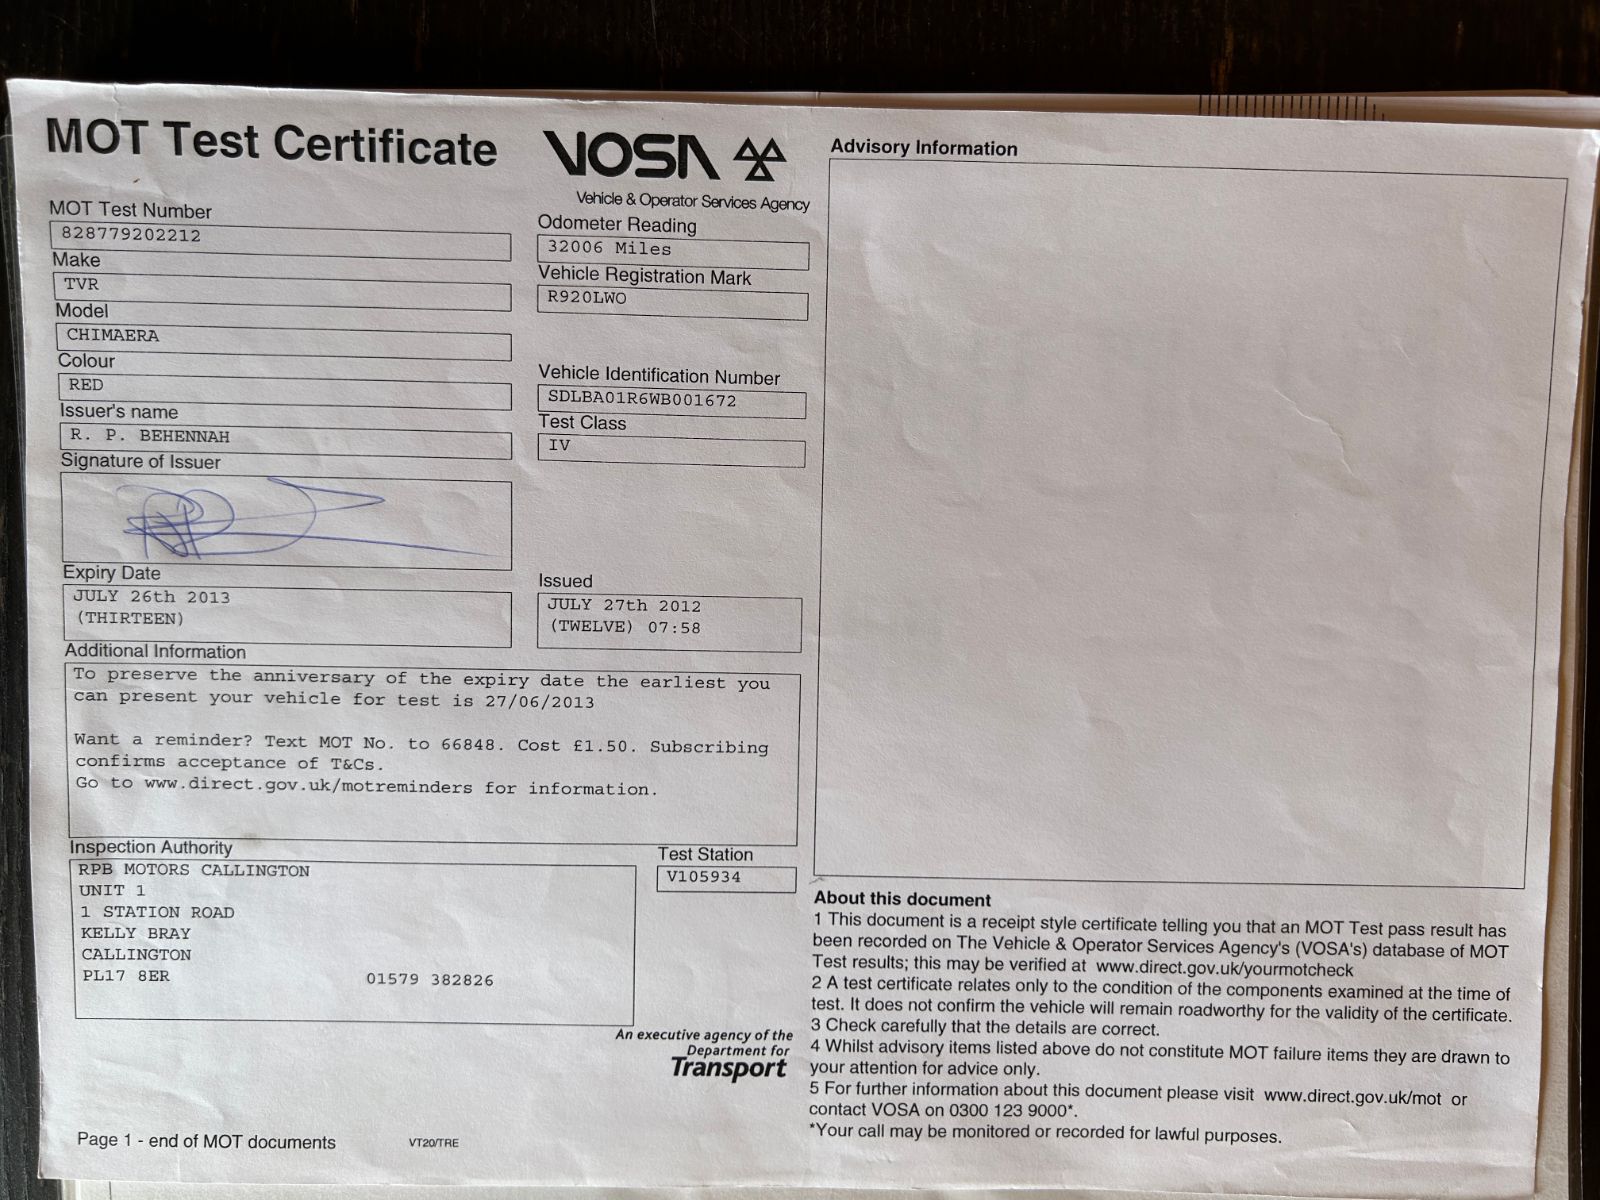 MOT Test Certificate
VOSA
Vehicle & Operator Services Agency
MOT Test Number
828779202212
Make
TVR
Model
CHIMAERA
Colour
RED
Issuer's name
R. P. BEHENNAH
Signature of Issuer
Expiry Date
JULY 26th 2013
(THIRTEEN)
Odometer Reading
32006 Miles
Vehicle Registration Mark
R920LWO
Vehicle Identification Number
SDLBA01R6WB001672
Test Class
IV
Issued
JULY 27th 2012
(TWELVE) 07:58
Additional Information
To preserve the anniversary of the expiry date the earliest you
can present your vehicle for test is 27/06/2013
Want a reminder? Text MOT No. to 66848. Cost £1.50. Subscribing
confirms acceptance of T&Cs.
Go to www.direct.gov.uk/motreminders for information.
Inspection Authority
RPB MOTORS CALLINGTON
UNIT 1
1 STATION ROAD
KELLY BRAY
CALLINGTON
PL17 8ER 01579 382826
Test Station
V105934
An executive agency of the
Department for
Transport
Page 1 - end of MOT documents
VT20/TRE
Advisory Information
About this document
1 This document is a receipt style certificate telling you that an MOT Test pass result has
been recorded on The Vehicle & Operator Services Agency's (VOSA's) database of MOT
Test results; this may be verified at www.direct.gov.uk/yourmotcheck
2 A test certificate relates only to the condition of the components examined at the time of
test. It does not confirm the vehicle will remain roadworthy for the validity of the certificate.
3 Check carefully that the details are correct.
4 Whilst advisory items listed above do not constitute MOT failure items they are drawn to
your attention for advice only.
5 For further information about this document please visit www.direct.gov.uk/mot or
contact VOSA on 0300 123 9000*.
*Your call may be monitored or recorded for lawful purposes.